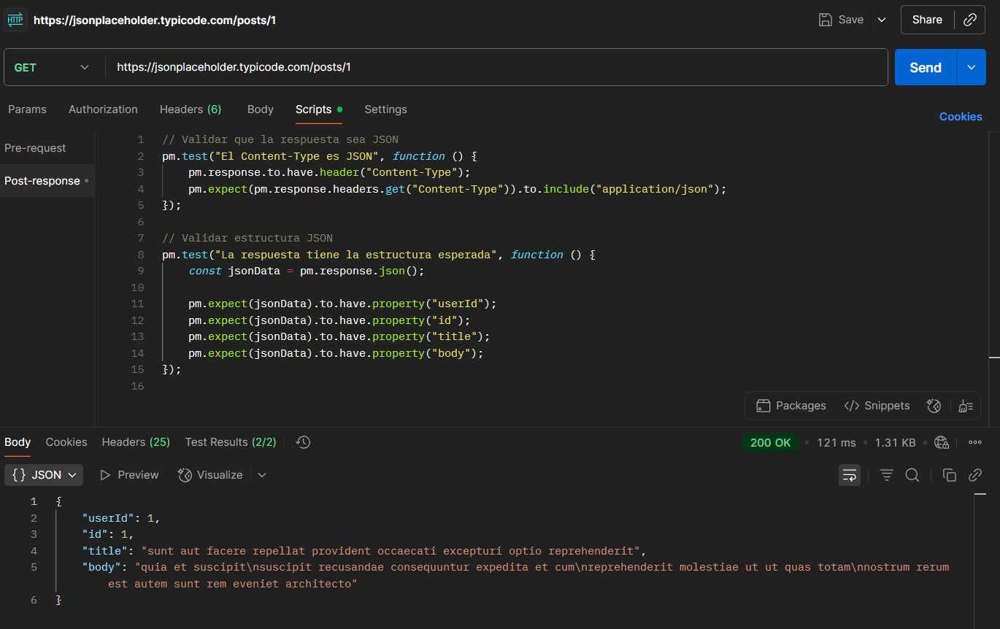 HTTP https://jsonplaceholder.typicode.com/posts/1 Save Share
GET https://jsonplaceholder.typicode.com/posts/1 Send
Params Authorization Headers (6) Body Scripts Settings Cookies
Pre-request
Post-response
1 // Validar que la respuesta sea JSON
2 pm.test("El Content-Type es JSON", function () {
3 pm.response.to.have.header("Content-Type");
4 pm.expect(pm.response.headers.get("Content-Type")).to.include("application/json");
5 });
6
7 // Validar estructura JSON
8 pm.test("La respuesta tiene la estructura esperada", function () {
9 const jsonData = pm.response.json();
10
11 pm.expect(jsonData).to.have.property("userId");
12 pm.expect(jsonData).to.have.property("id");
13 pm.expect(jsonData).to.have.property("title");
14 pm.expect(jsonData).to.have.property("body");
15 });
16
Packages </> Snippets
Body Cookies Headers (25) Test Results (2/2) 200 OK • 121 ms • 1.31 KB •
{} JSON Preview Visualize
1 {
2 "userId": 1,
3 "id": 1,
4 "title": "sunt aut facere repellat provident occaecati excepturi optio reprehenderit",
5 "body": "quia et suscipit\nsuscipit recusandae consequuntur expedita et cum\nreprehenderit molestiae ut ut quas totam\nnostrum rerum
est autem sunt rem eveniet architecto"
6 }